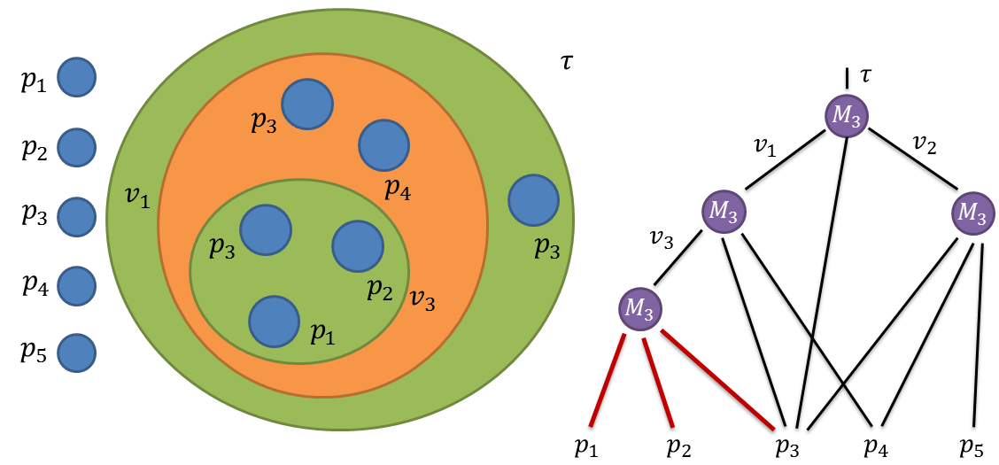 p₁
p₂
p₃
p₄
p₅
τ
v₁
p₃
p₄
p₃
p₃
p₂
v₃
p₁
τ
M₃
v₁
v₂
M₃
M₃
v₃
M₃
p₁ p₂ p₃ p₄ p₅